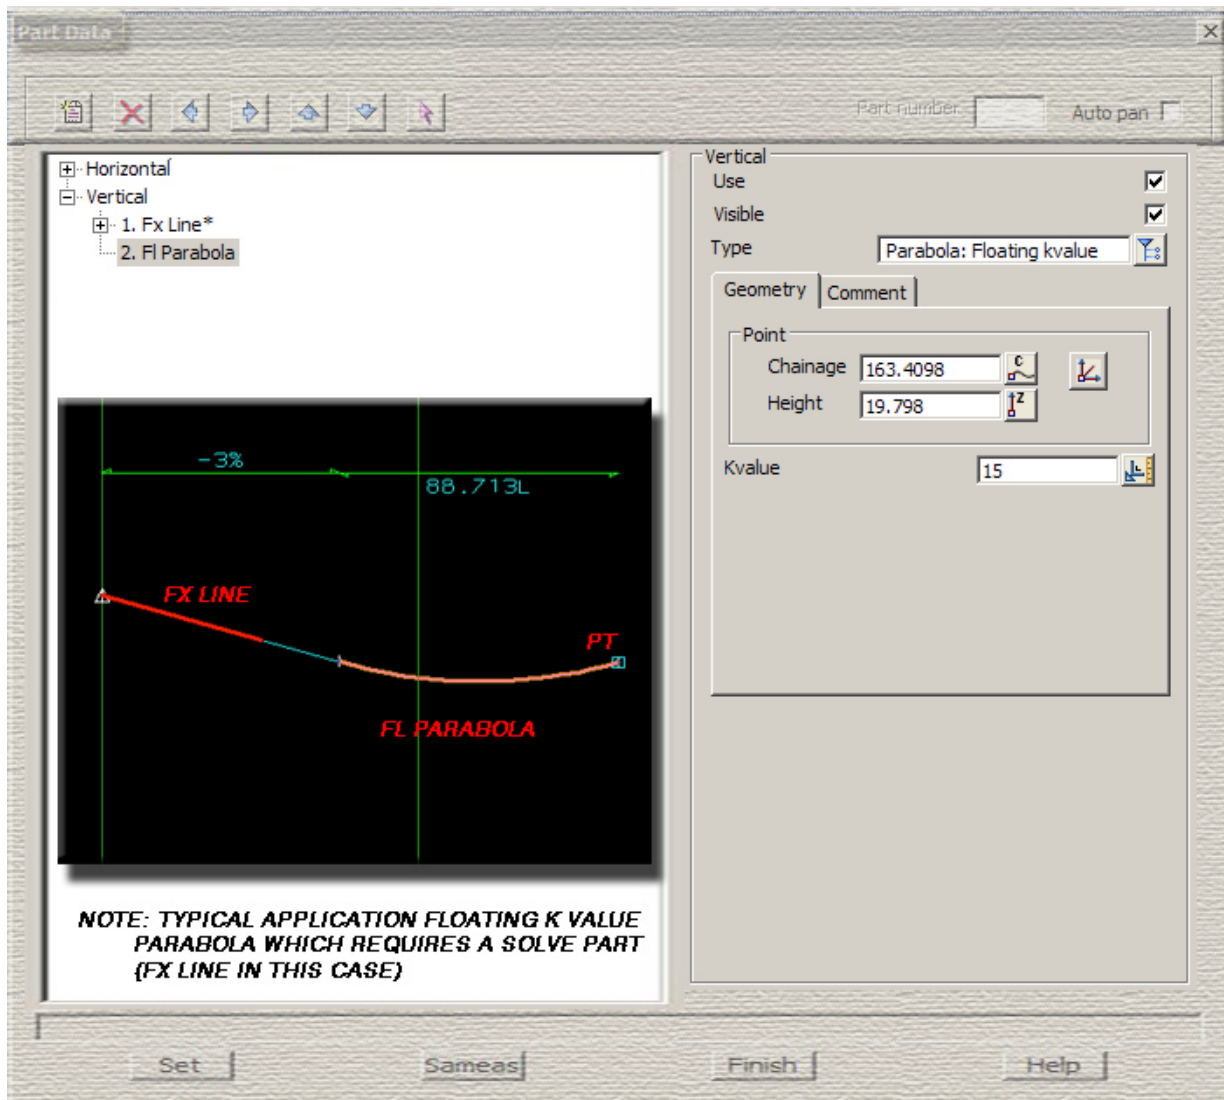 Part Data
Part number
Auto pan
Horizontal
Vertical
1. Fx Line*
2. Fl Parabola
-3%
88.713L
FX LINE
PT
FL PARABOLA
NOTE: TYPICAL APPLICATION FLOATING K VALUE
PARABOLA WHICH REQUIRES A SOLVE PART
(FX LINE IN THIS CASE)
Vertical
Use
Visible
Type
Parabola: Floating kvalue
Geometry
Comment
Point
Chainage
163.4098
C
Height
19.798
Z
Kvalue
15
Set
Sameas
Finish
Help